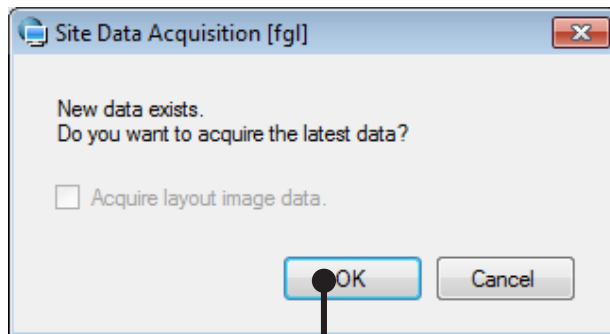 Site Data Acquisition [fgl]
New data exists.
Do you want to acquire the latest data?
Acquire layout image data.
OK Cancel